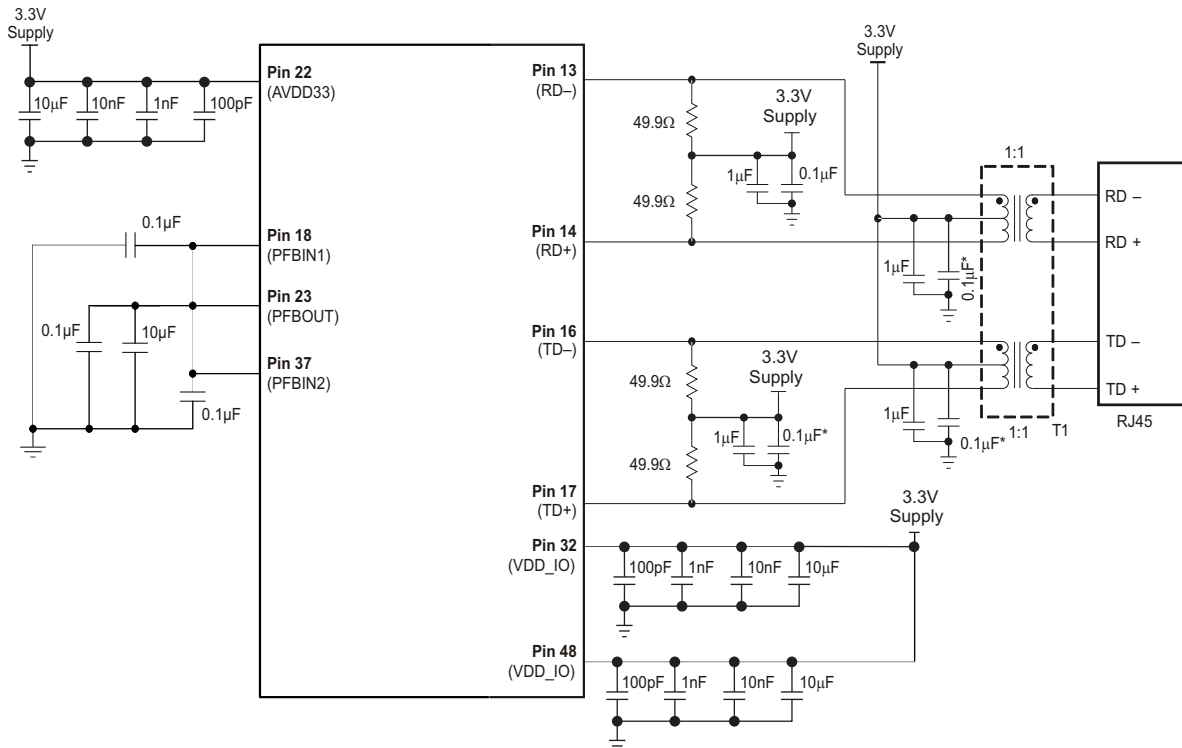 3.3V
Supply
10μF
10nF
1nF
100pF
Pin 22
(AVDD33)
0.1μF
Pin 18
(PFBIN1)
Pin 23
(PFBOUT)
0.1μF
10μF
Pin 37
(PFBIN2)
0.1μF
Pin 13
(RD–)
Pin 14
(RD+)
Pin 16
(TD–)
Pin 17
(TD+)
Pin 32
(VDD_IO)
Pin 48
(VDD_IO)
49.9Ω
49.9Ω
3.3V
Supply
1μF
0.1μF
49.9Ω
49.9Ω
3.3V
Supply
1μF
0.1μF*
3.3V
Supply
1μF
0.1μF*
1μF
0.1μF*
1:1
1:1
T1
RD –
RD +
TD –
TD +
RJ45
3.3V
Supply
100pF
1nF
10nF
10μF
100pF
1nF
10nF
10μF